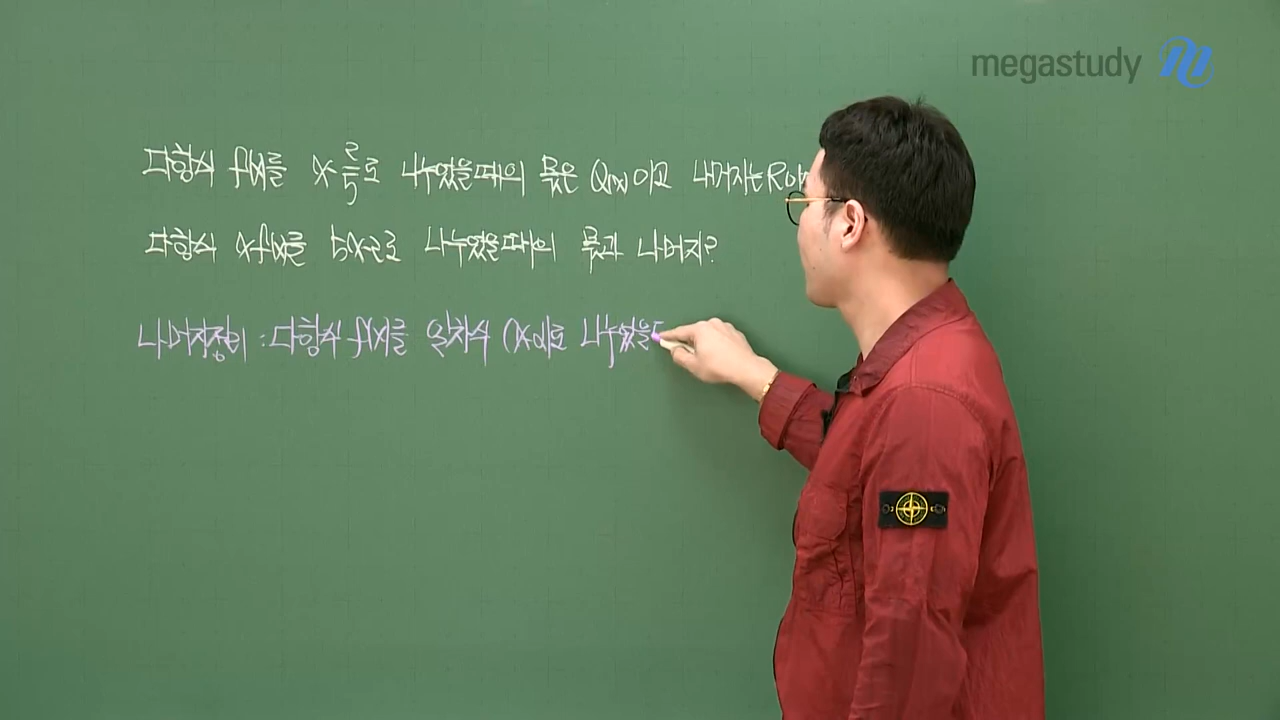 megastudy
다항식 f(x)를 x-2/5로 나누었을때의 몫은 Q(x)이고 나머지는 R이
다항식 xf(x)를 5x-2로 나누었을때의 몫과 나머지?
나머지정리 : 다항식 f(x)를 일차식 (x-a)로 나누었을